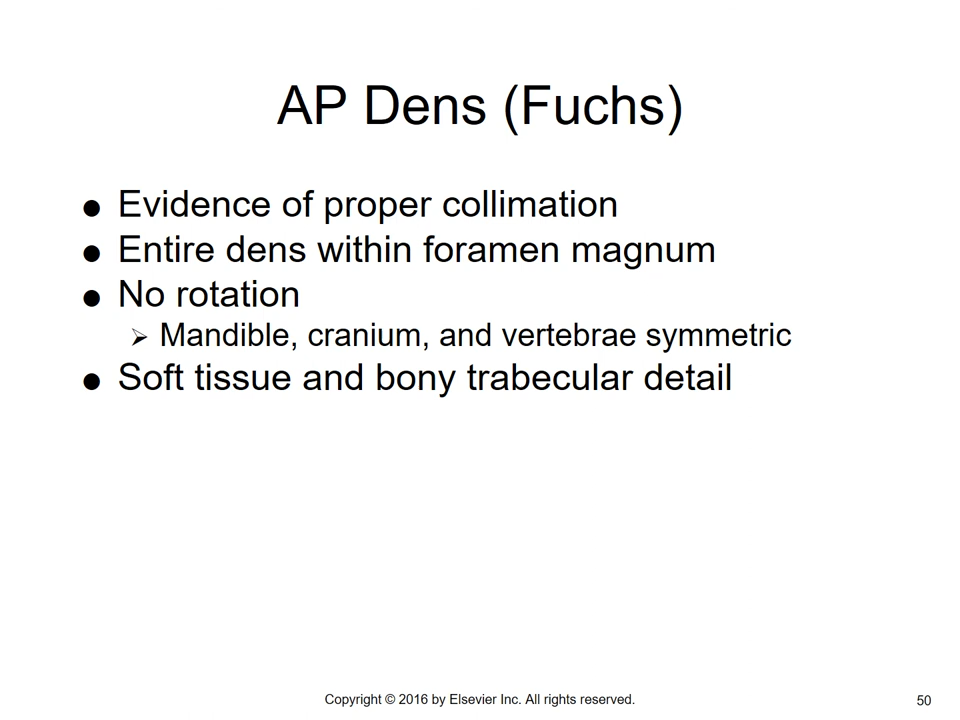 AP Dens (Fuchs)
● Evidence of proper collimation
● Entire dens within foramen magnum
● No rotation
➢ Mandible, cranium, and vertebrae symmetric
● Soft tissue and bony trabecular detail
Copyright © 2016 by Elsevier Inc. All rights reserved.
50